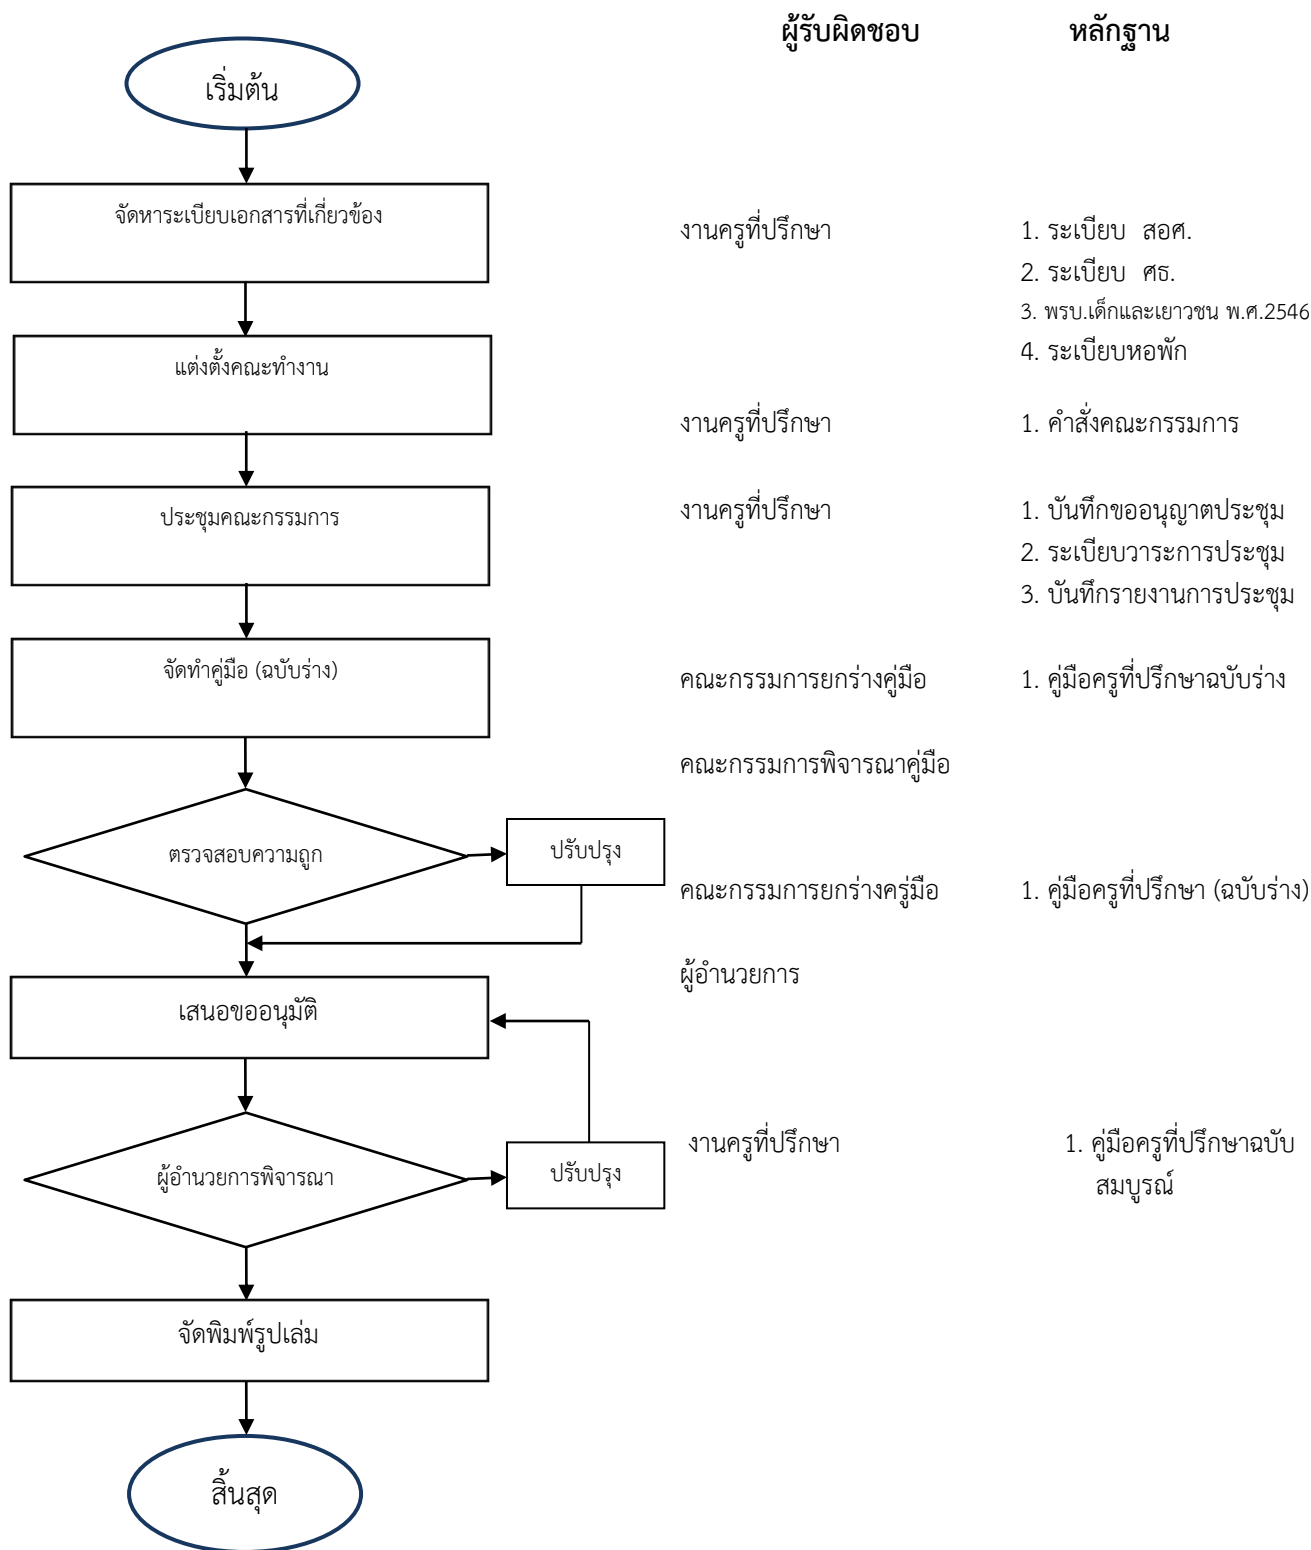 ผู้รับผิดชอบ หลักฐาน
เริ่มต้น
จัดหาระเบียบเอกสารที่เกี่ยวข้อง
งานครูที่ปรึกษา 1. ระเบียบ สอศ.
2. ระเบียบ ศธ.
3. พรบ.เด็กและเยาวชน พ.ศ.2546
4. ระเบียบหอพัก
แต่งตั้งคณะทำงาน
งานครูที่ปรึกษา 1. คำสั่งคณะกรรมการ
ประชุมคณะกรรมการ
งานครูที่ปรึกษา 1. บันทึกขออนุญาตประชุม
2. ระเบียบวาระการประชุม
3. บันทึกรายงานการประชุม
จัดทำคู่มือ (ฉบับร่าง)
คณะกรรมการยกร่างคู่มือ 1. คู่มือครูที่ปรึกษาฉบับร่าง
คณะกรรมการพิจารณาคู่มือ
ตรวจสอบความถูก
ปรับปรุง
คณะกรรมการยกร่างครู่มือ 1. คู่มือครูที่ปรึกษา (ฉบับร่าง)
ผู้อำนวยการ
เสนอขออนุมัติ
งานครูที่ปรึกษา 1. คู่มือครูที่ปรึกษาฉบับ
สมบูรณ์
ผู้อำนวยการพิจารณา
ปรับปรุง
จัดพิมพ์รูปเล่ม
สิ้นสุด